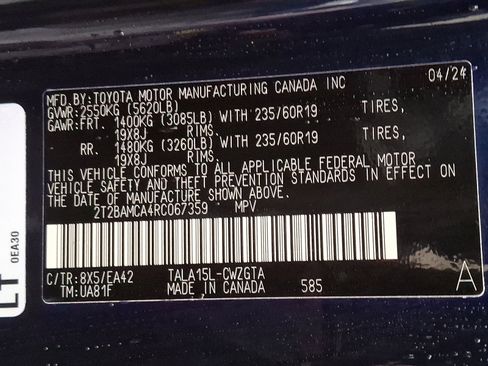 MFD.BY:TOYOTA MOTOR MANUFACTURING CANADA INC 04/24
GVWR:2550KG (5620LB)
GAWR:FRT. 1400KG (3085LB) WITH 235/60R19 TIRES,
19X8J RIMS.
RR. 1480KG (3260LB) WITH 235/60R19 TIRES,
19X8J RIMS.
THIS VEHICLE CONFORMS TO ALL APPLICABLE FEDERAL MOTOR
VEHICLE SAFETY AND THEFT PREVENTION STANDARDS IN EFFECT ON
THE DATE OF MANUFACTURE SHOWN ABOVE.
2T2BAMCA4RC067359 MPV
C/TR:8X5/EA42 TALA15L-CWZGTA
TM:UA81F MADE IN CANADA 585 A
0EA30